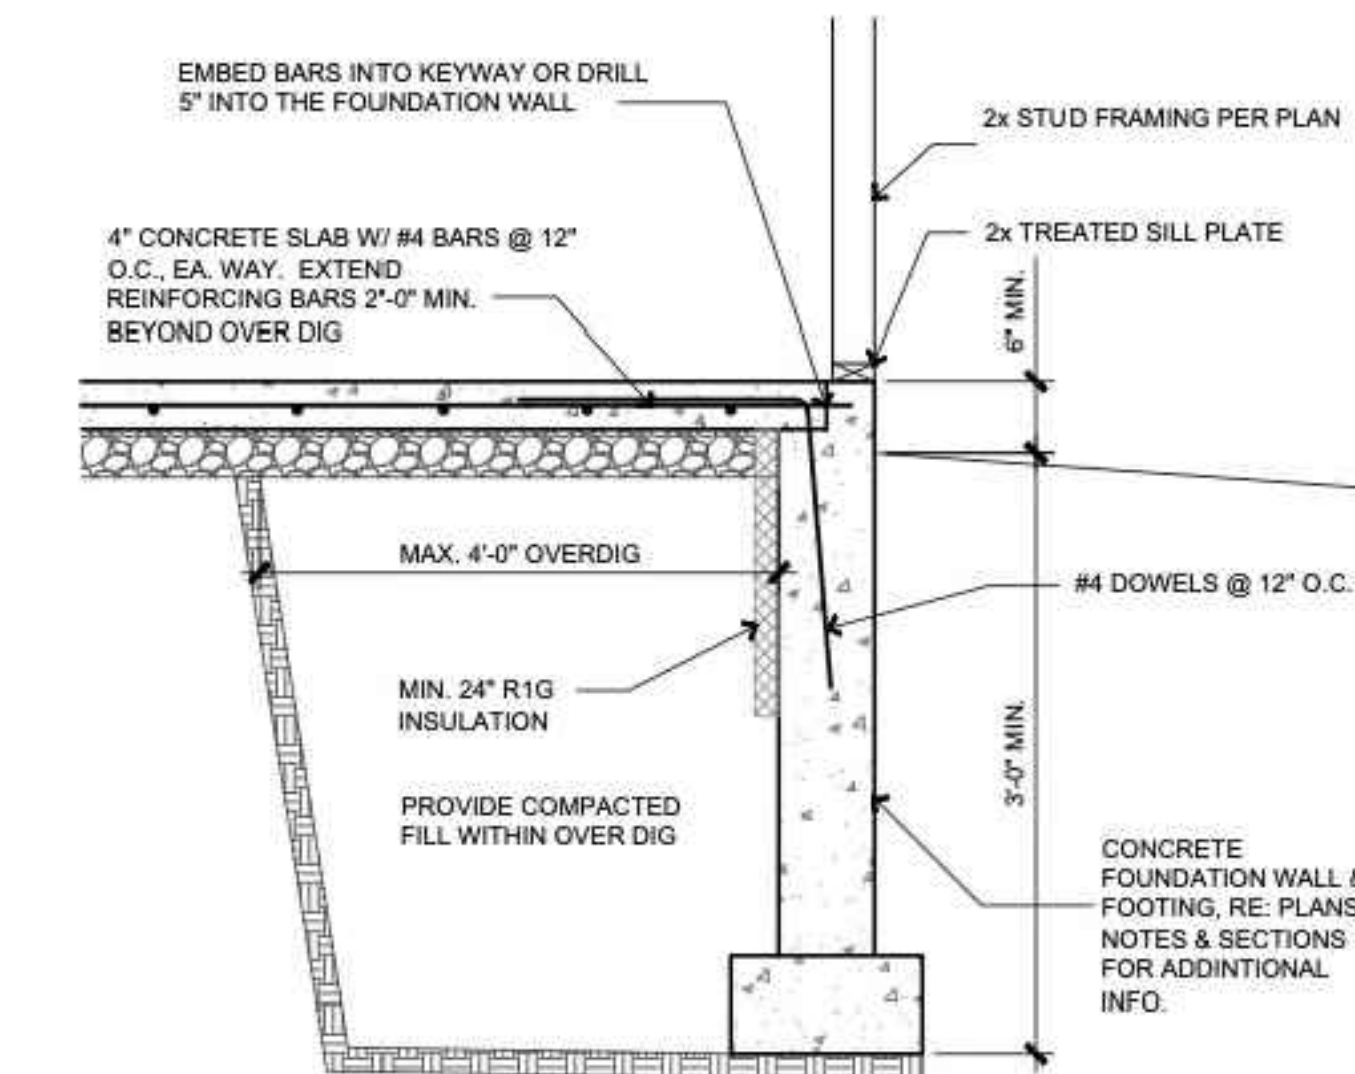 EMBED BARS INTO KEYWAY OR DRILL
5" INTO THE FOUNDATION WALL
2x STUD FRAMING PER PLAN
4" CONCRETE SLAB W/ #4 BARS @ 12"
O.C., EA. WAY. EXTEND
REINFORCING BARS 2'-0" MIN.
BEYOND OVER DIG
2x TREATED SILL PLATE
6" MIN.
MAX. 4'-0" OVERDIG
#4 DOWELS @ 12" O.C.
MIN. 24" R1G
INSULATION
3'-0" MIN.
PROVIDE COMPACTED
FILL WITHIN OVER DIG
CONCRETE
FOUNDATION WALL &
FOOTING, RE: PLANS
NOTES & SECTIONS
FOR ADDINTIONAL
INFO.